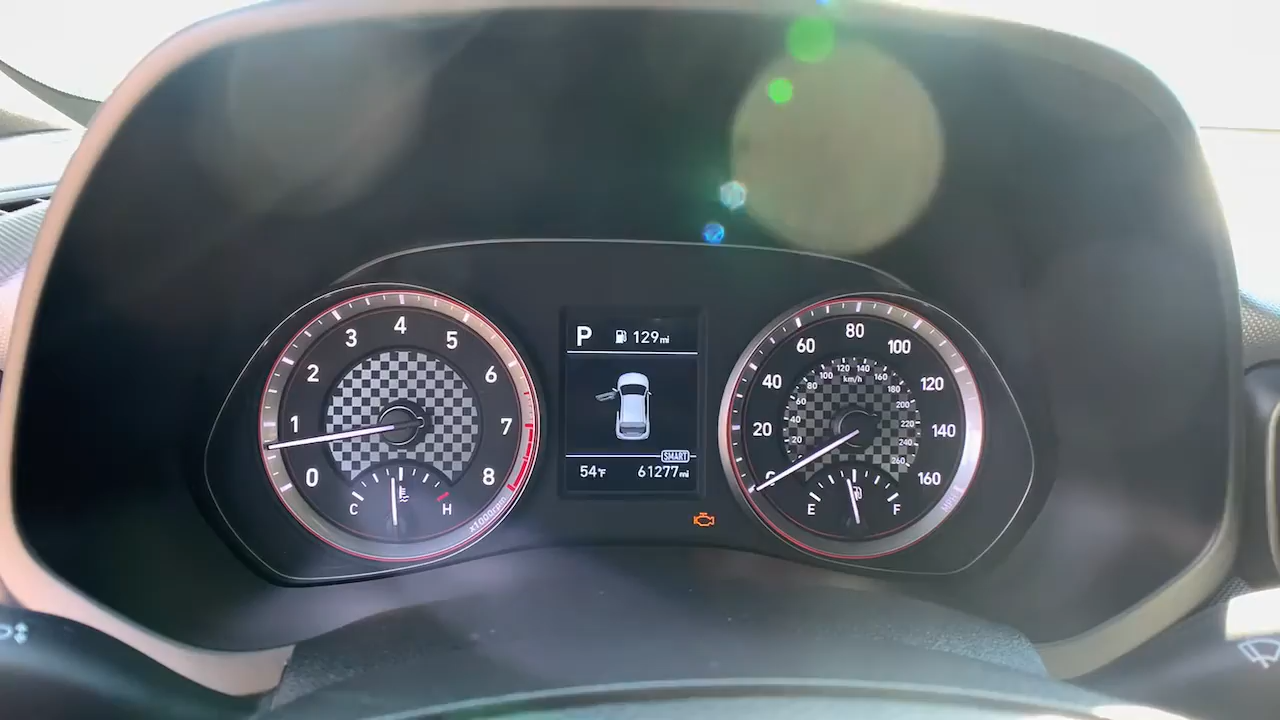 P 129mi
SMART
54°F 61277mi
0 1 2 3 4 5 6 7 8
x1000rpm
C H
0 20 40 60 80 100 120 140 160
MPH
20 40 60 80 100 120 140 160 180 200 220 240 260
km/h
E F